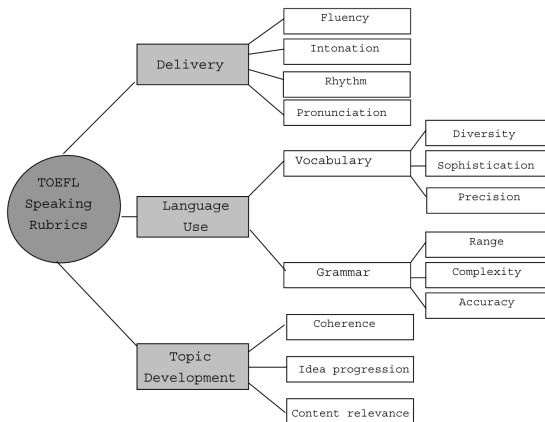 TOEFL
Speaking
Rubrics
Delivery
Fluency
Intonation
Rhythm
Pronunciation
Language
Use
Vocabulary
Diversity
Sophistication
Precision
Grammar
Range
Complexity
Accuracy
Topic
Development
Coherence
Idea progression
Content relevance